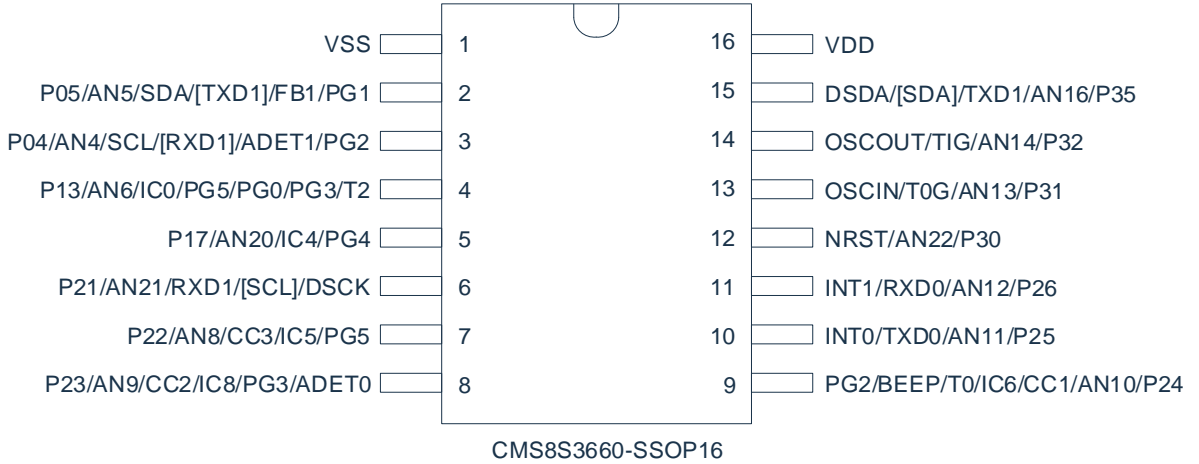 VSS 1 16 VDD
P05/AN5/SDA/[TXD1]/FB1/PG1 2 15 DSDA/[SDA]/TXD1/AN16/P35
P04/AN4/SCL/[RXD1]/ADET1/PG2 3 14 OSCOUT/TIG/AN14/P32
P13/AN6/IC0/PG5/PG0/PG3/T2 4 13 OSCIN/T0G/AN13/P31
P17/AN20/IC4/PG4 5 12 NRST/AN22/P30
P21/AN21/RXD1/[SCL]/DSCK 6 11 INT1/RXD0/AN12/P26
P22/AN8/CC3/IC5/PG5 7 10 INT0/TXD0/AN11/P25
P23/AN9/CC2/IC8/PG3/ADET0 8 9 PG2/BEEP/T0/IC6/CC1/AN10/P24
CMS8S3660-SSOP16